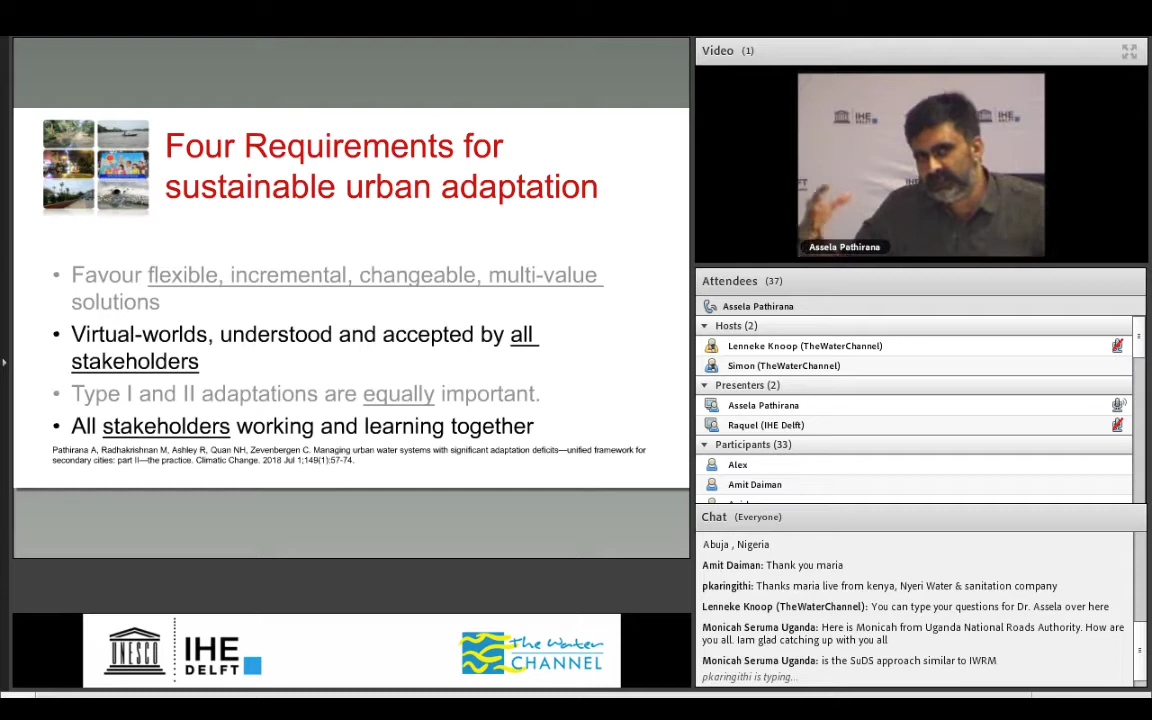 Four Requirements for
sustainable urban adaptation
• Favour flexible, incremental, changeable, multi-value
solutions
• Virtual-worlds, understood and accepted by all
stakeholders
• Type I and II adaptations are equally important.
• All stakeholders working and learning together
Pathirana A, Radhakrishnan M, Ashley R, Quan NH, Zevenbergen C. Managing urban water systems with significant adaptation deficits—unified framework for
secondary cities: part II—the practice. Climatic Change. 2018 Jul 1;149(1):57-74.
UNESCO
IHE
DELFT
The Water
CHANNEL
Video (1)
IHE
DELFT
IHE
Assela Pathirana
Attendees (37)
Assela Pathirana
Hosts (2)
Lenneke Knoop (TheWaterChannel)
Simon (TheWaterChannel)
Presenters (2)
Assela Pathirana
Raquel (IHE Delft)
Participants (33)
Alex
Amit Daiman
Chat (Everyone)
Abuja , Nigeria
Amit Daiman: Thank you maria
pkaringithi: Thanks maria live from kenya, Nyeri Water & sanitation company
Lenneke Knoop (TheWaterChannel): You can type your questions for Dr. Assela over here
Monicah Seruma Uganda: Here is Monicah from Uganda National Roads Authority. How are
you all. Iam glad catching up with you all
Monicah Seruma Uganda: is the SuDS approach similar to IWRM
pkaringithi is typing...